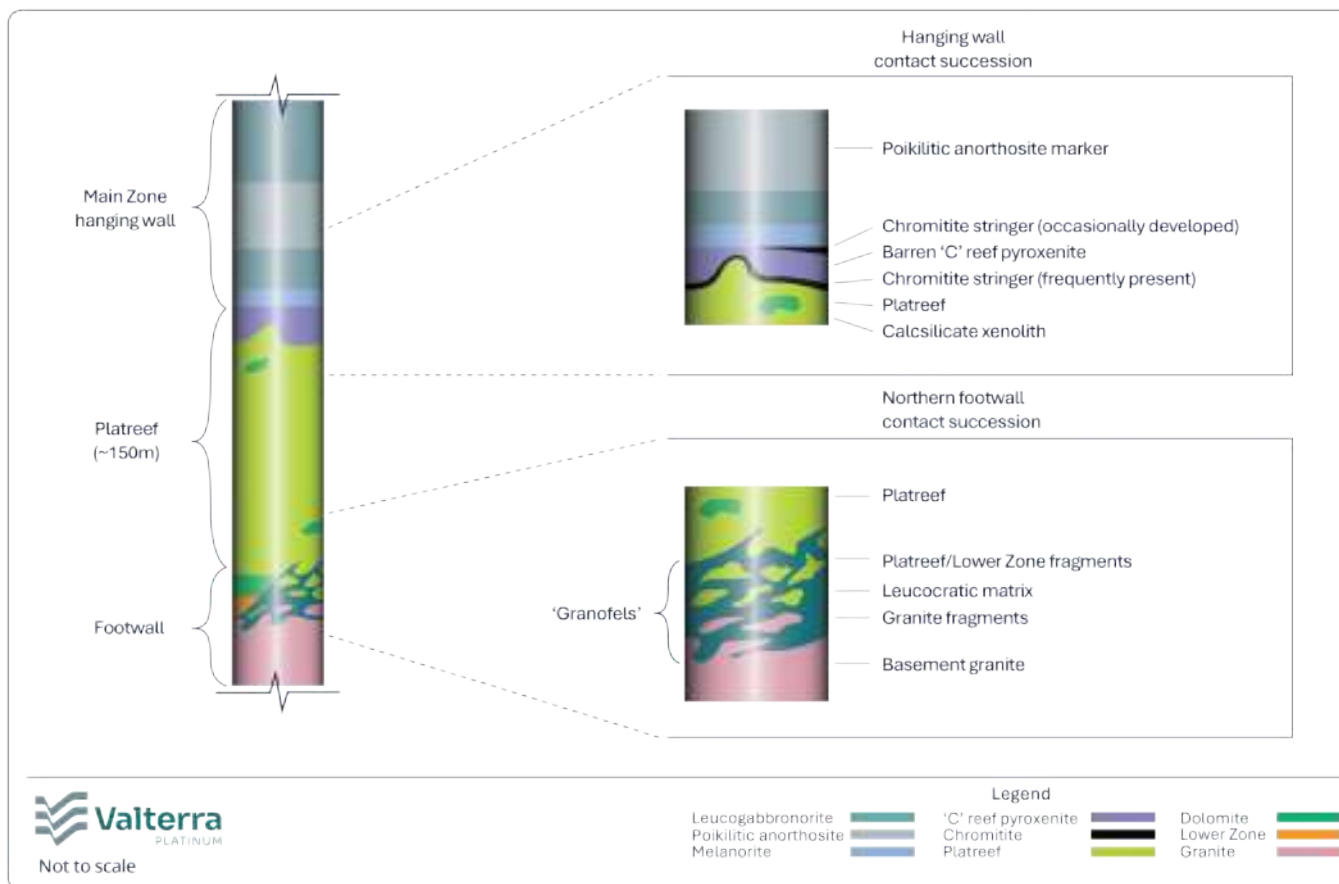 Hanging wall
contact succession
Main Zone
hanging wall
Poikilitic anorthosite marker
Chromitite stringer (occasionally developed)
Barren ‘C’ reef pyroxenite
Chromitite stringer (frequently present)
Platreef
Calcsilicate xenolith
Platreef
(~150m)
Northern footwall
contact succession
Platreef
Platreef/Lower Zone fragments
Leucocratic matrix
Granite fragments
Basement granite
‘Granofels’
Footwall
Valterra
PLATINUM
Not to scale
Legend
Leucogabbronorite
Poikilitic anorthosite
Melanorite
‘C’ reef pyroxenite
Chromitite
Platreef
Dolomite
Lower Zone
Granite